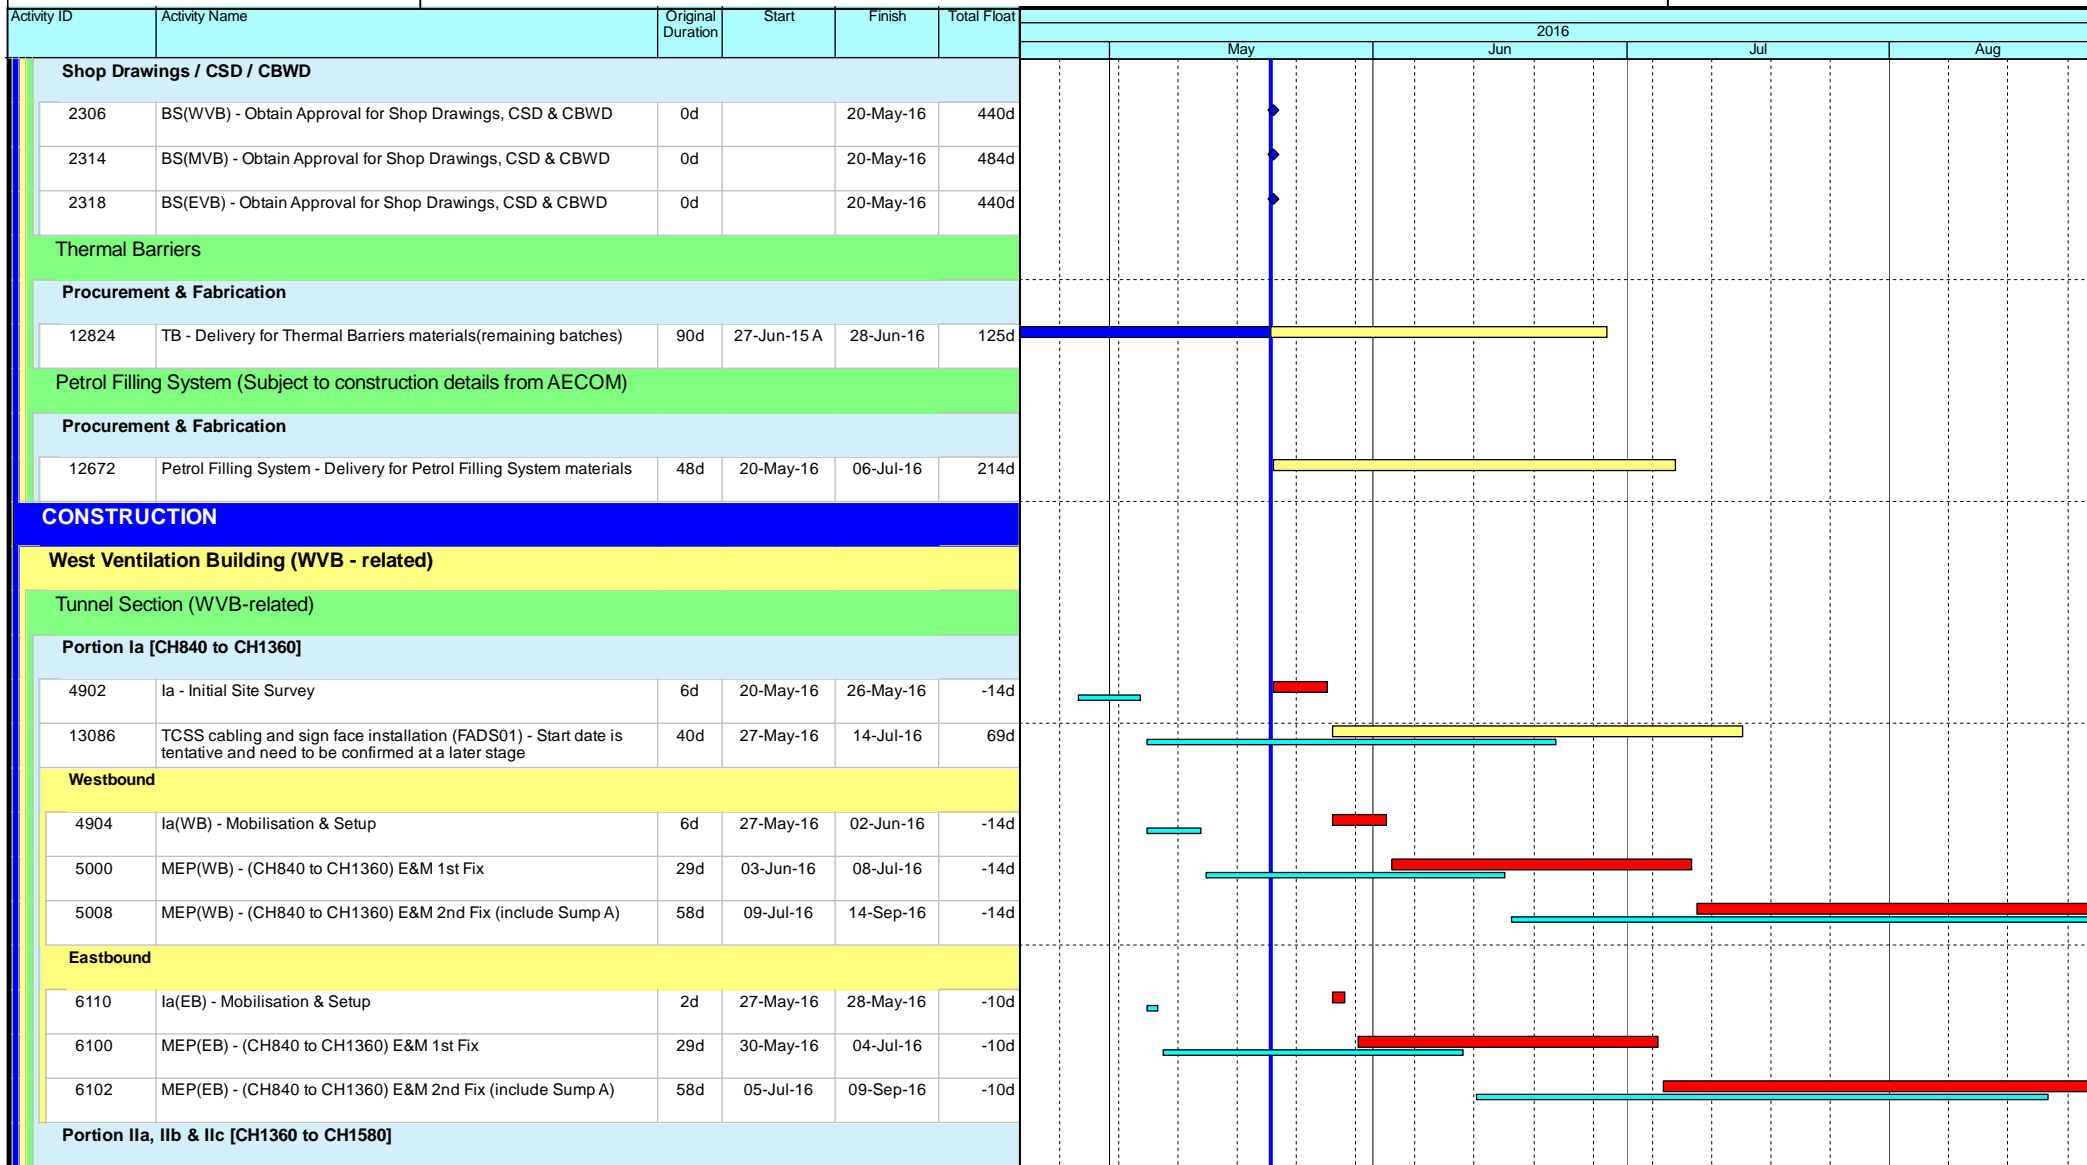 Activity ID Activity Name Original Duration Start Finish Total Float
2016
May Jun Jul Aug
Shop Drawings / CSD / CBWD
2306 BS(WVB) - Obtain Approval for Shop Drawings, CSD & CBWD 0d 20-May-16 440d
2314 BS(MVB) - Obtain Approval for Shop Drawings, CSD & CBWD 0d 20-May-16 484d
2318 BS(EVB) - Obtain Approval for Shop Drawings, CSD & CBWD 0d 20-May-16 440d
Thermal Barriers
Procurement & Fabrication
12824 TB - Delivery for Thermal Barriers materials(remaining batches) 90d 27-Jun-15 A 28-Jun-16 125d
Petrol Filling System (Subject to construction details from AECOM)
Procurement & Fabrication
12672 Petrol Filling System - Delivery for Petrol Filling System materials 48d 20-May-16 06-Jul-16 214d
CONSTRUCTION
West Ventilation Building (WVB - related)
Tunnel Section (WVB-related)
Portion Ia [CH840 to CH1360]
4902 Ia - Initial Site Survey 6d 20-May-16 26-May-16 -14d
13086 TCSS cabling and sign face installation (FADS01) - Start date is 40d 27-May-16 14-Jul-16 69d
tentative and need to be confirmed at a later stage
Westbound
4904 Ia(WB) - Mobilisation & Setup 6d 27-May-16 02-Jun-16 -14d
5000 MEP(WB) - (CH840 to CH1360) E&M 1st Fix 29d 03-Jun-16 08-Jul-16 -14d
5008 MEP(WB) - (CH840 to CH1360) E&M 2nd Fix (include Sump A) 58d 09-Jul-16 14-Sep-16 -14d
Eastbound
6110 Ia(EB) - Mobilisation & Setup 2d 27-May-16 28-May-16 -10d
6100 MEP(EB) - (CH840 to CH1360) E&M 1st Fix 29d 30-May-16 04-Jul-16 -10d
6102 MEP(EB) - (CH840 to CH1360) E&M 2nd Fix (include Sump A) 58d 05-Jul-16 09-Sep-16 -10d
Portion IIa, IIb & IIc [CH1360 to CH1580]